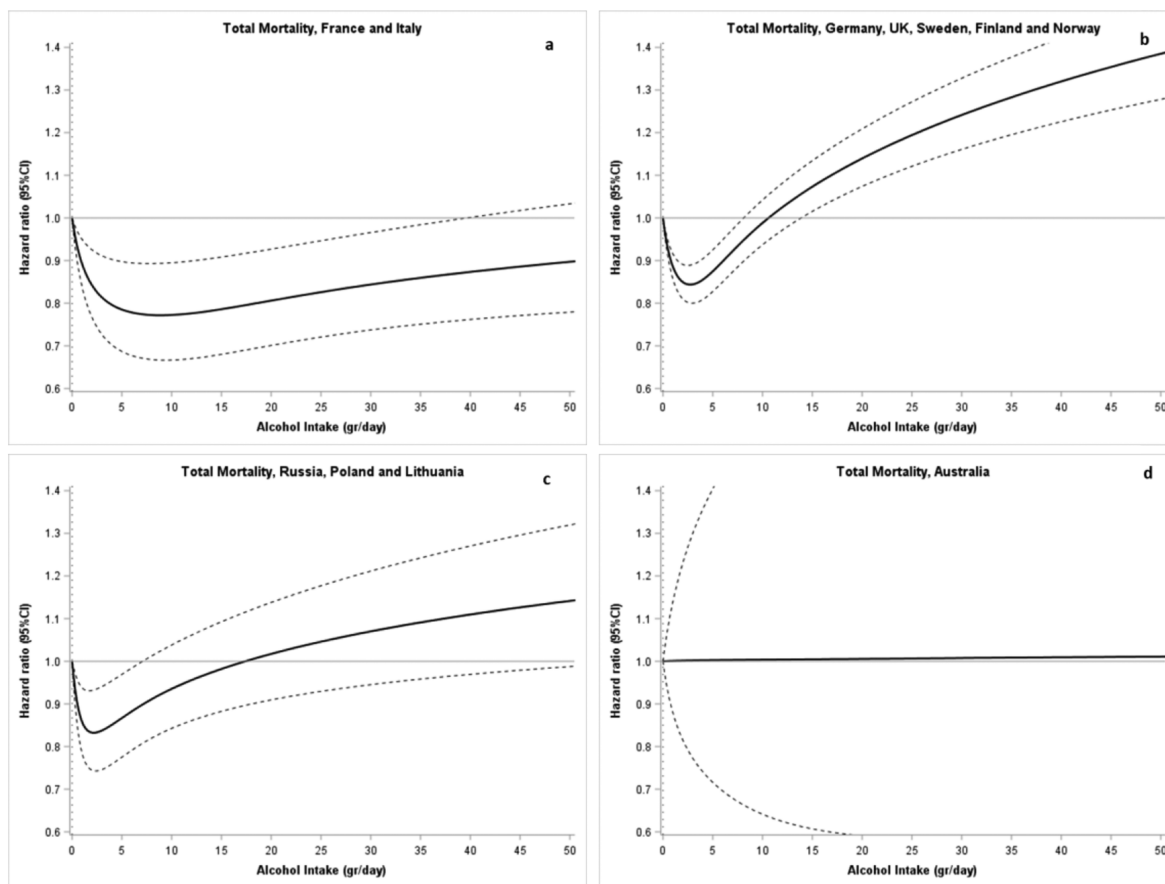 Total Mortality, France and Italy
a
1.4
1.3
1.2
1.1
1.0
0.9
0.8
0.7
0.6
Hazard ratio (95%CI)
0 5 10 15 20 25 30 35 40 45 50
Alcohol Intake (gr/day)
Total Mortality, Germany, UK, Sweden, Finland and Norway
b
1.4
1.3
1.2
1.1
1.0
0.9
0.8
0.7
0.6
Hazard ratio (95%CI)
0 5 10 15 20 25 30 35 40 45 50
Alcohol Intake (gr/day)
Total Mortality, Russia, Poland and Lithuania
c
1.4
1.3
1.2
1.1
1.0
0.9
0.8
0.7
0.6
Hazard ratio (95%CI)
0 5 10 15 20 25 30 35 40 45 50
Alcohol Intake (gr/day)
Total Mortality, Australia
d
1.4
1.3
1.2
1.1
1.0
0.9
0.8
0.7
0.6
Hazard ratio (95%CI)
0 5 10 15 20 25 30 35 40 45 50
Alcohol Intake (gr/day)